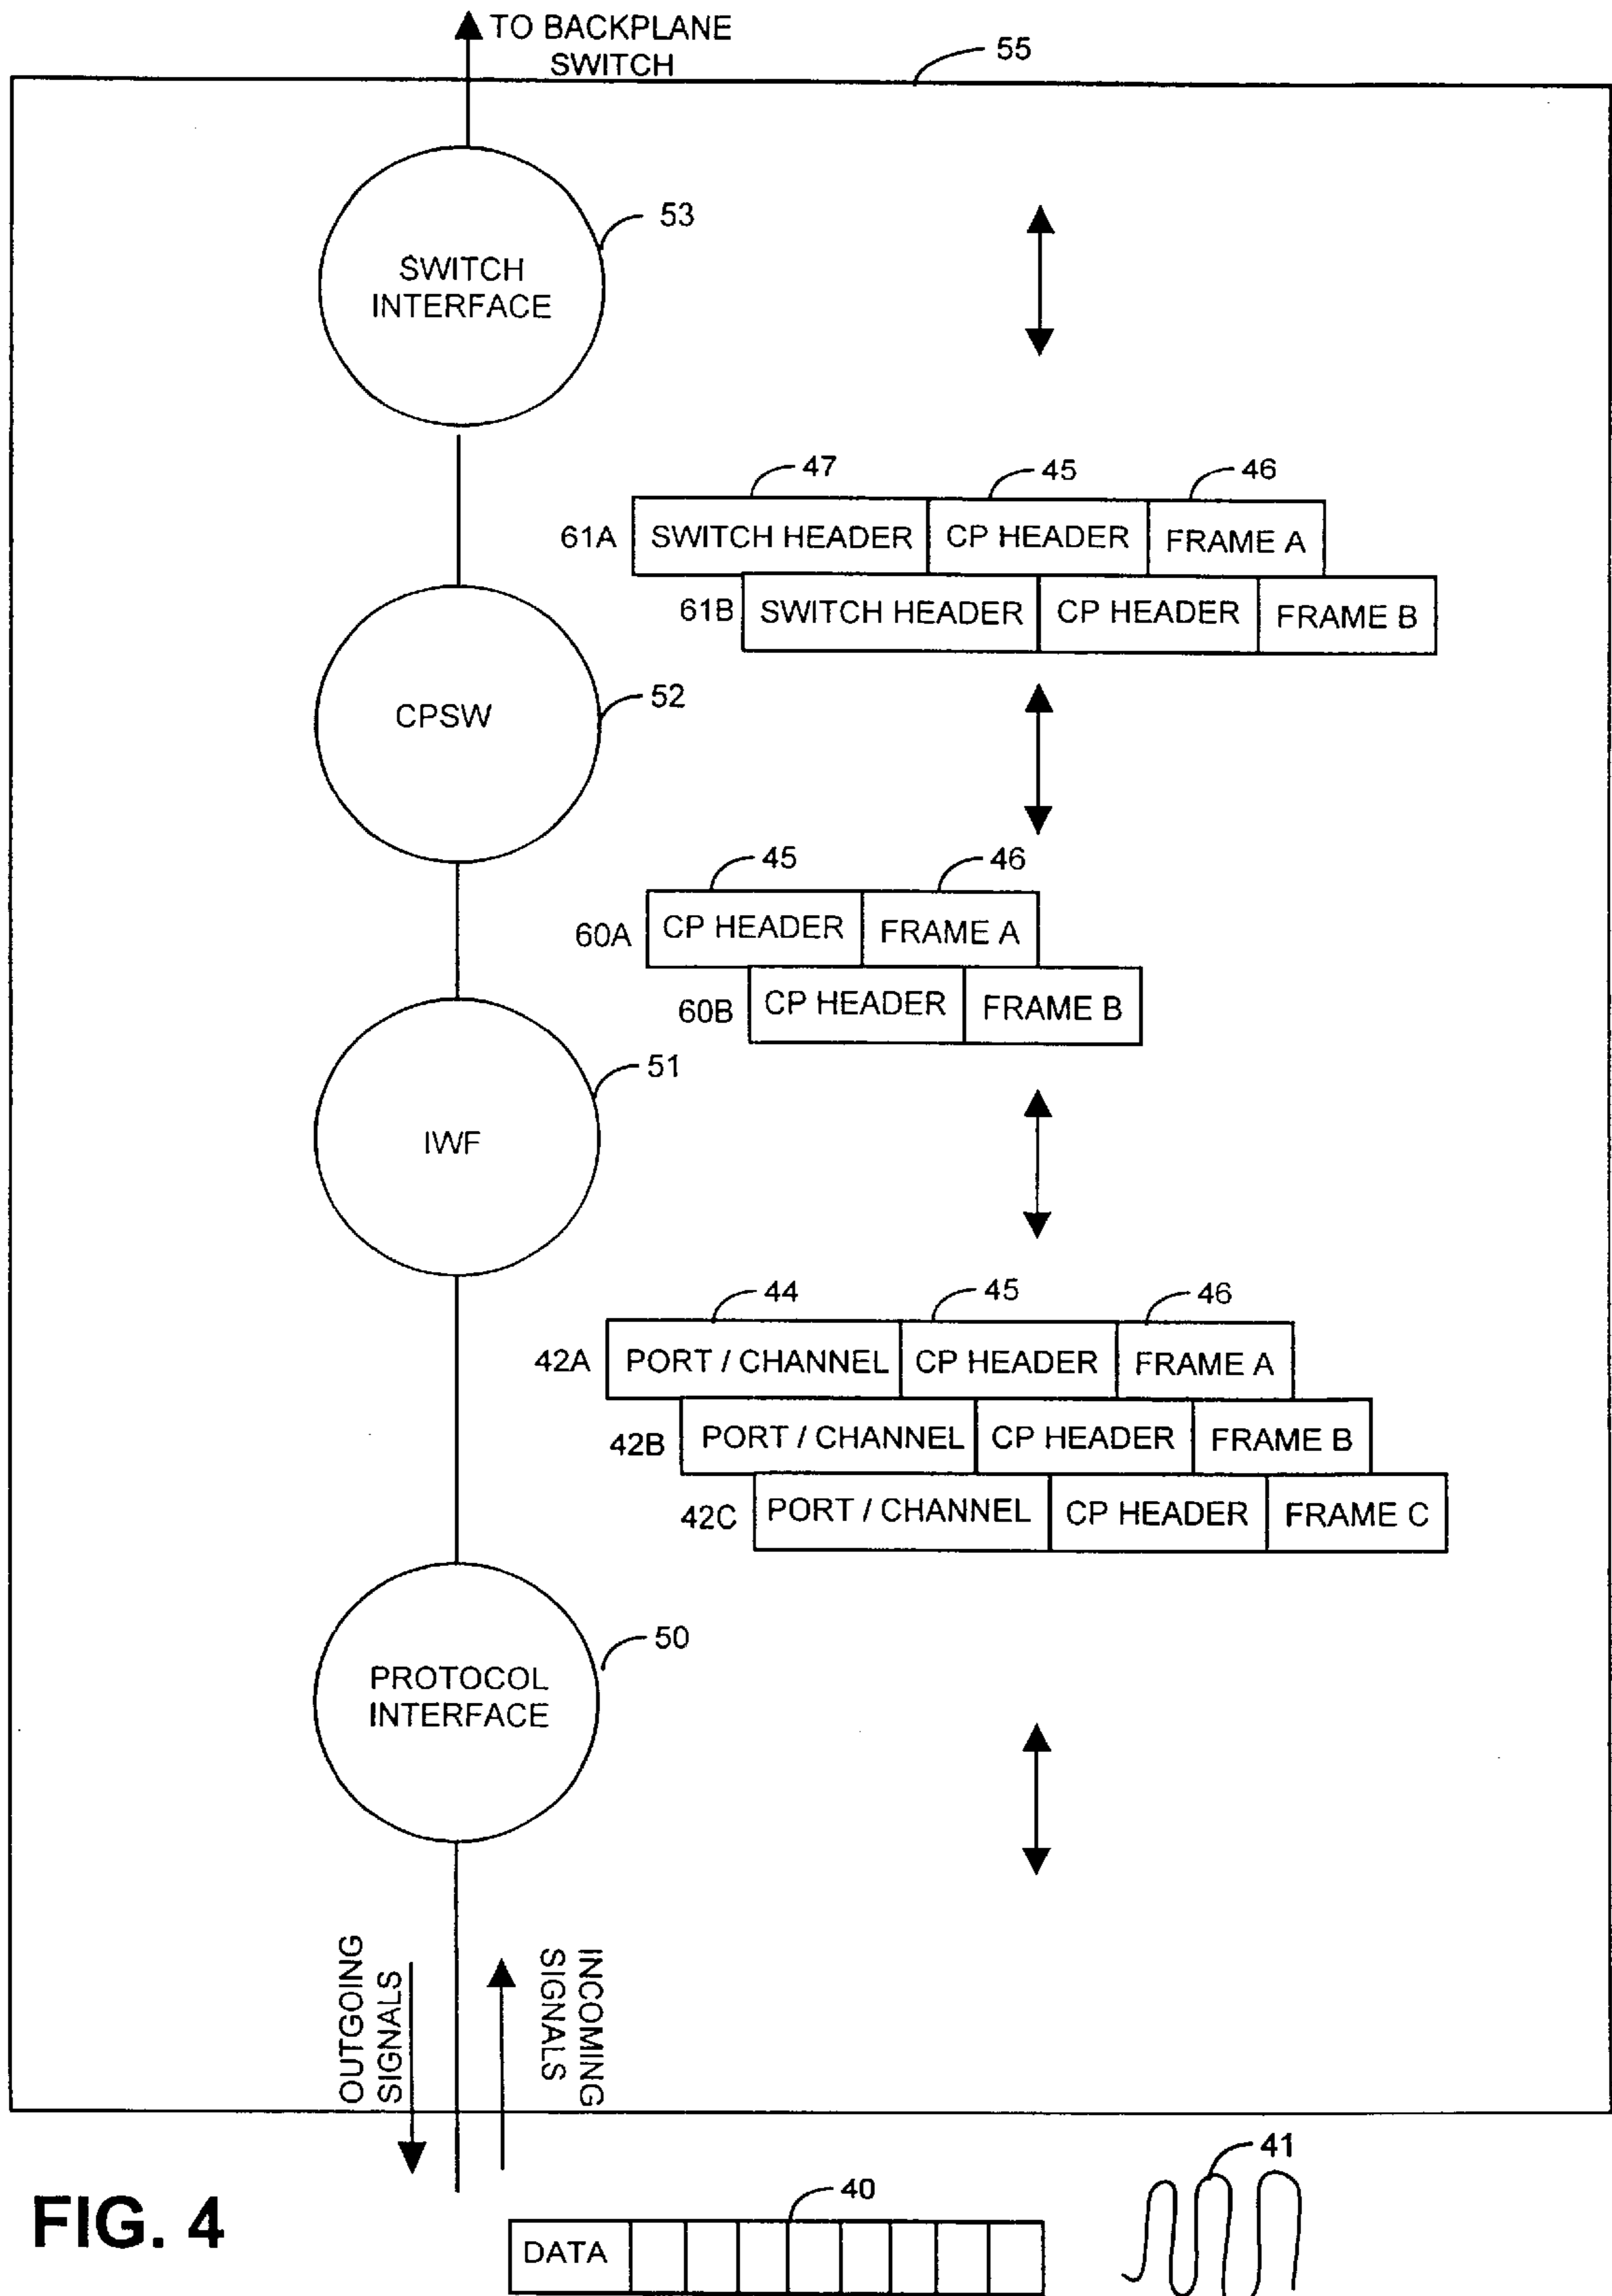 TO BACKPLANE
SWITCH
55
53
SWITCH
INTERFACE
47 45 46
61A SWITCH HEADER CP HEADER FRAME A
61B SWITCH HEADER CP HEADER FRAME B
52
CPSW
45 46
60A CP HEADER FRAME A
60B CP HEADER FRAME B
51
IWF
44 45 46
42A PORT / CHANNEL CP HEADER FRAME A
42B PORT / CHANNEL CP HEADER FRAME B
42C PORT / CHANNEL CP HEADER FRAME C
50
PROTOCOL
INTERFACE
OUTGOING
SIGNALS
INCOMING
SIGNALS
41
40
FIG. 4
DATA